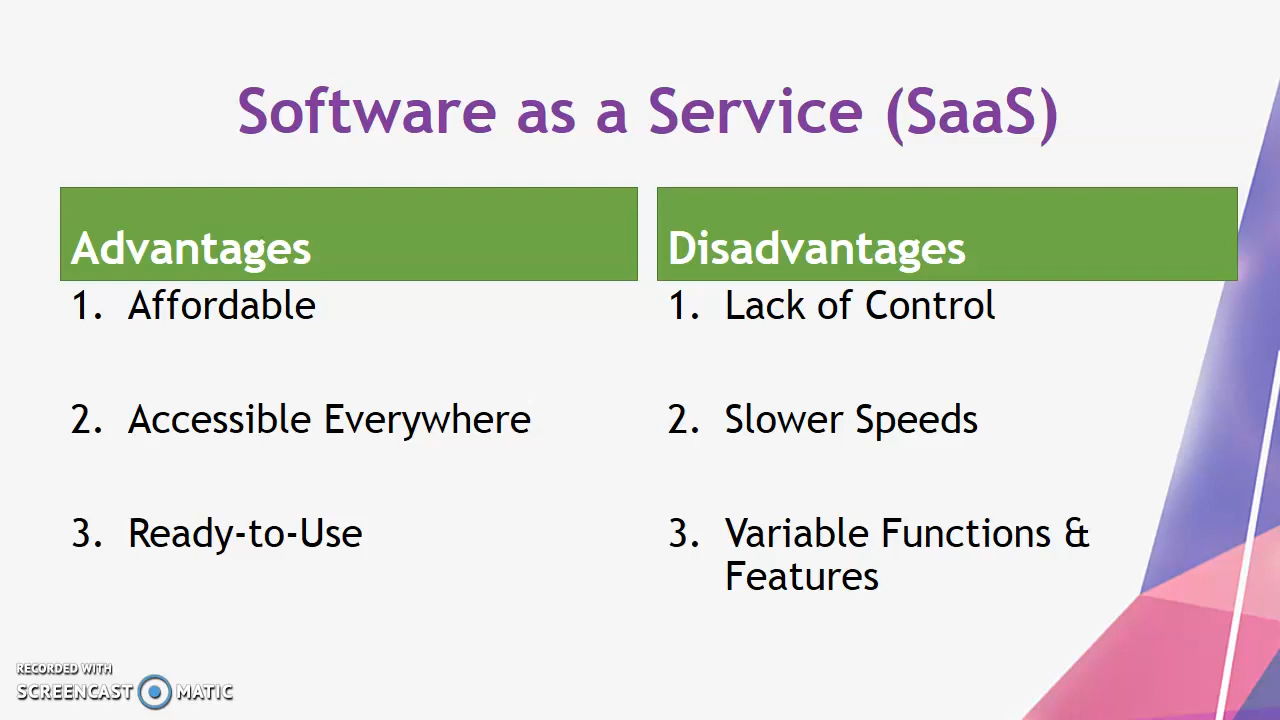 Software as a Service (SaaS)
Advantages
1. Affordable
2. Accessible Everywhere
3. Ready-to-Use
Disadvantages
1. Lack of Control
2. Slower Speeds
3. Variable Functions &
Features
RECORDED WITH
SCREENCAST MATIC